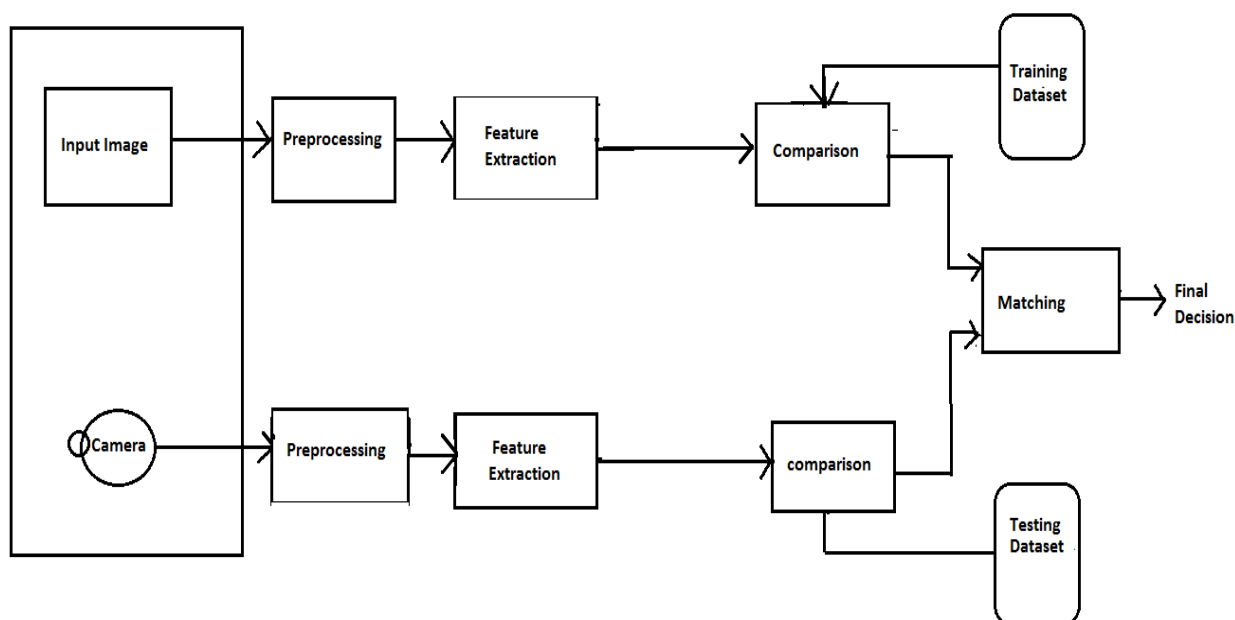 Input Image
Preprocessing
Feature
Extraction
Comparison
Training
Dataset
Matching
Final
Decision
Camera
Preprocessing
Feature
Extraction
comparison
Testing
Dataset